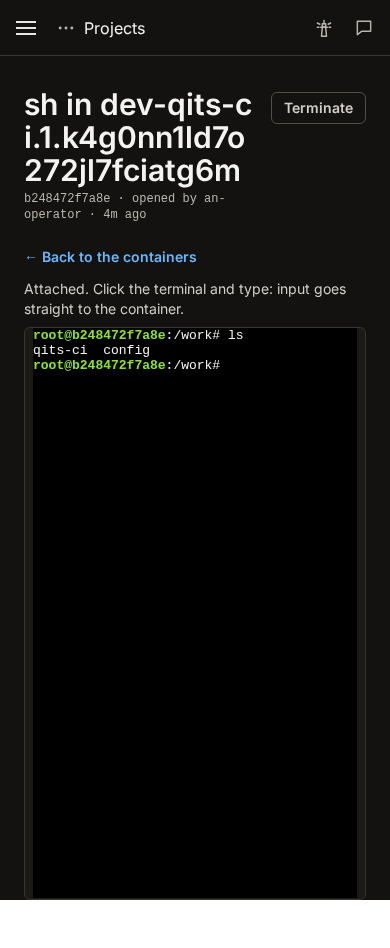 Projects
sh in dev-qits-c
i.1.k4g0nn1ld7o
272jl7fciatg6m
Terminate
b248472f7a8e · opened by an-
operator · 4m ago
← Back to the containers
Attached. Click the terminal and type: input goes
straight to the container.
root@b248472f7a8e:/work# ls
qits-ci  config
root@b248472f7a8e:/work#